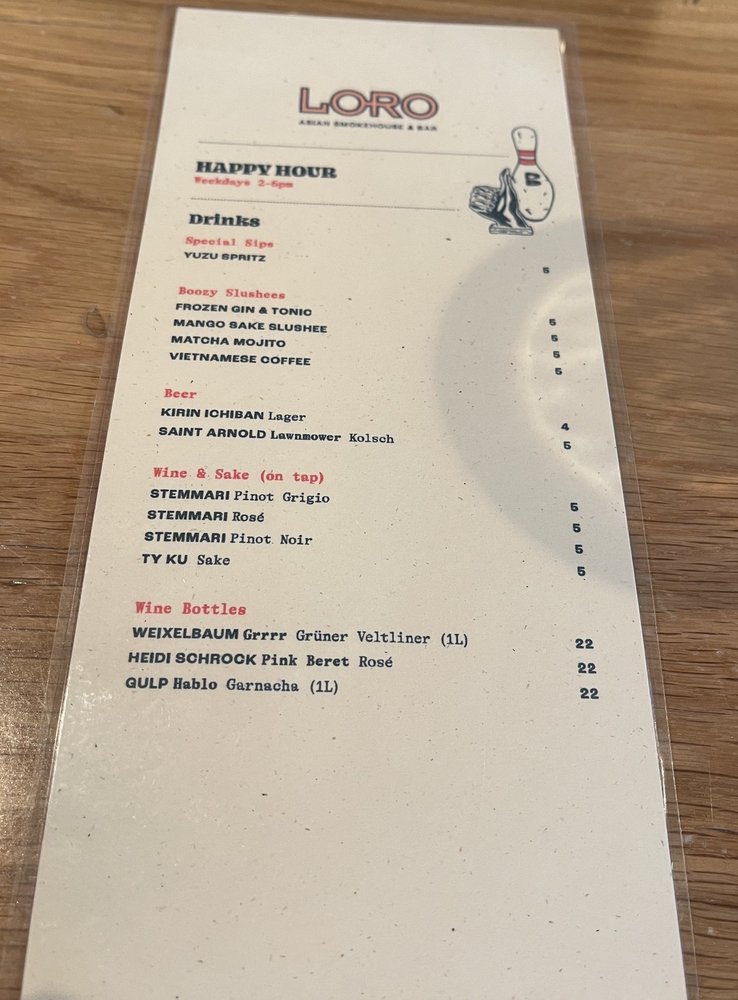 LORO
ASIAN SMOKEHOUSE & BAR
HAPPY HOUR
Weekdays 2-6pm
B
Drinks
Special Sips
YUZU SPRITZ 5
Boozy Slushees
FROZEN GIN & TONIC 5
MANGO SAKE SLUSHEE 5
MATCHA MOJITO 5
VIETNAMESE COFFEE 5
Beer
KIRIN ICHIBAN Lager 4
SAINT ARNOLD Lawnmower Kolsch 5
Wine & Sake (on tap)
STEMMARI Pinot Grigio 5
STEMMARI Rosé 5
STEMMARI Pinot Noir 5
TY KU Sake 5
Wine Bottles
WEIXELBAUM Grrrr Grüner Veltliner (1L) 22
HEIDI SCHROCK Pink Beret Rosé 22
GULP Hablo Garnacha (1L) 22